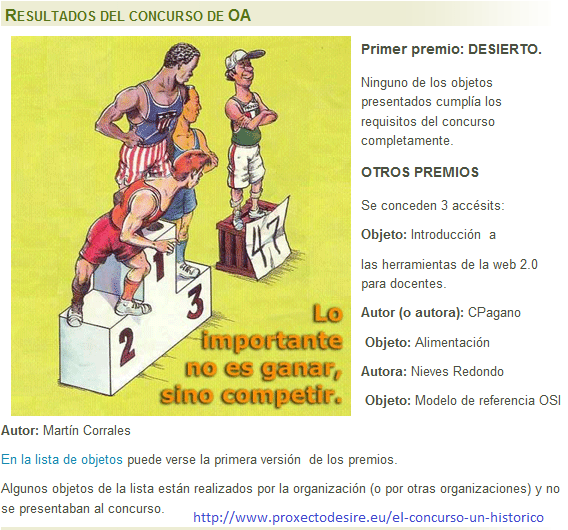 RESULTADOS DEL CONCURSO DE OA
Primer premio: DESIERTO.
Ninguno de los objetos
presentados cumplía los
requisitos del concurso
completamente.
OTROS PREMIOS
Se conceden 3 accésits:
Objeto: Introducción a
las herramientas de la web 2.0
para docentes.
Autor (o autora): CPagano
Objeto: Alimentación
Autora: Nieves Redondo
Objeto: Modelo de referencia OSI
1
2
3
47
Lo
importante
no es ganar,
sino competir.
Autor: Martín Corrales
En la lista de objetos puede verse la primera versión de los premios.
Algunos objetos de la lista están realizados por la organización (o por otras organizaciones) y no
se presentaban al concurso.
http://www.proxectodesire.eu/el-concurso-un-historico